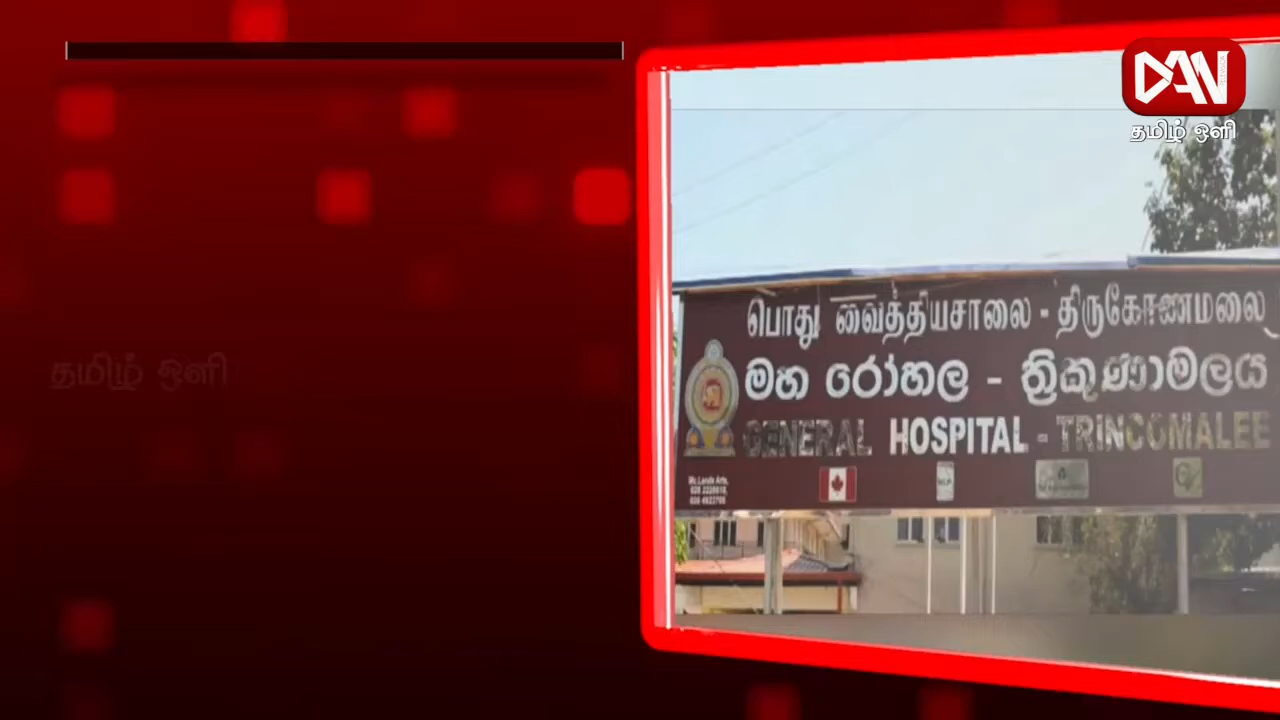 DAN
தமிழ் ஒளி
தமிழ் ஒளி
பொது வைத்தியசாலை - திருகோணமலை
මහ රෝහල - ත්‍රිකුණාමලය
GENERAL HOSPITAL - TRINCOMALEE